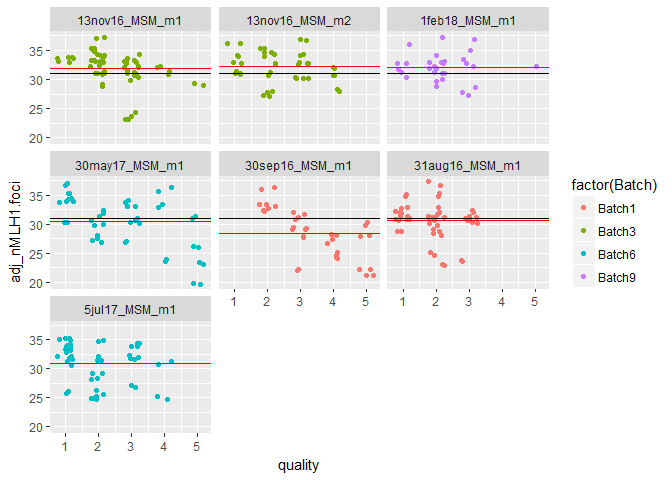 13nov16_MSM_m1 13nov16_MSM_m2 1feb18_MSM_m1
35
30
25
20
30may17_MSM_m1 30sep16_MSM_m1 31aug16_MSM_m1
35
30
25
20
1 2 3 4 5 1 2 3 4 5
5jul17_MSM_m1
35
30
25
20
1 2 3 4 5
quality
adj_nMLH1.foci
factor(Batch)
Batch1
Batch3
Batch6
Batch9